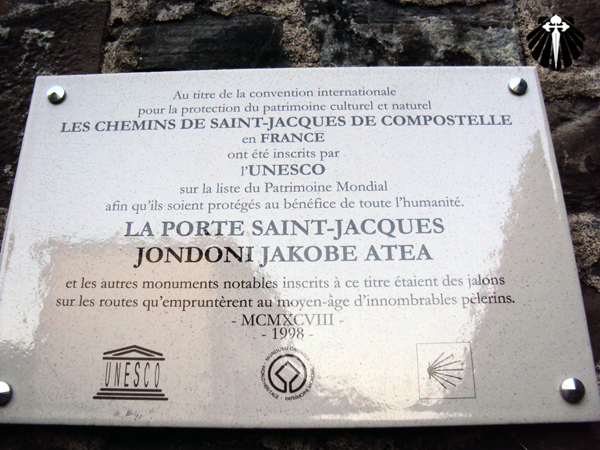 Au titre de la convention internationale
pour la protection du patrimoine culturel et naturel
LES CHEMINS DE SAINT-JACQUES DE COMPOSTELLE
en FRANCE
ont été inscrits par
l'UNESCO
sur la liste du Patrimoine Mondial
afin qu'ils soient protégés au bénéfice de toute l'humanité.
LA PORTE SAINT-JACQUES
JONDONI JAKOBE ATEA
et les autres monuments notables inscrits à ce titre étaient des jalons
sur les routes qu'empruntèrent au moyen-âge d'innombrables pèlerins.
- MCMXCVIII -
- 1998 -
UNESCO